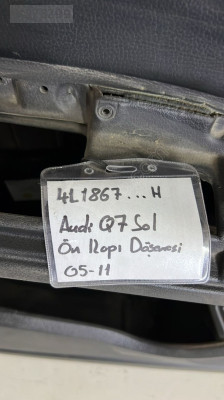 4L1867...H
Audi Q7 Sol
Ön Kapı Döşemesi
05-11